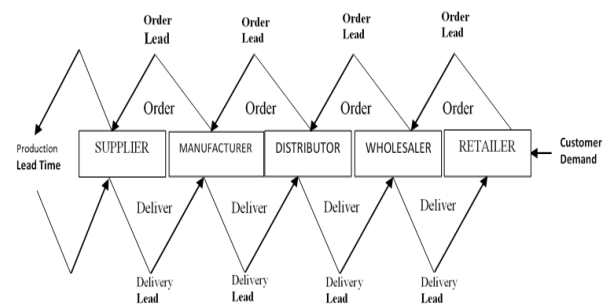 Order
Lead
Order
Lead
Order
Lead
Order
Lead
Order
Order
Order
Order
Production
Lead Time
SUPPLIER
MANUFACTURER
DISTRIBUTOR
WHOLESALER
RETAILER
Customer
Demand
Deliver
Deliver
Deliver
Deliver
Delivery
Lead
Delivery
Lead
Delivery
Lead
Delivery
Lead